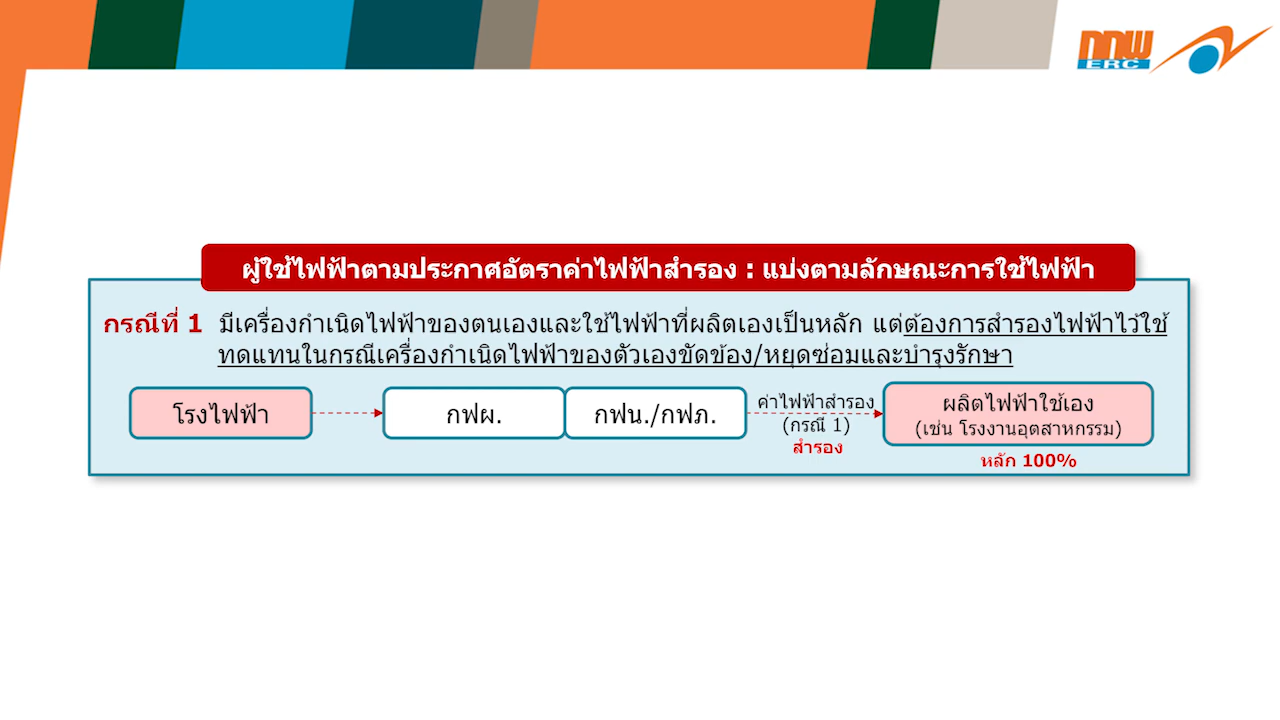 กกพ
ERC
ผู้ใช้ไฟฟ้าตามประกาศอัตราค่าไฟฟ้าสำรอง : แบ่งตามลักษณะการใช้ไฟฟ้า
กรณีที่ 1 มีเครื่องกำเนิดไฟฟ้าของตนเองและใช้ไฟฟ้าที่ผลิตเองเป็นหลัก แต่ต้องการสำรองไฟฟ้าไว้ใช้
ทดแทนในกรณีเครื่องกำเนิดไฟฟ้าของตัวเองขัดข้อง/หยุดซ่อมและบำรุงรักษา
โรงไฟฟ้า
กฟผ.
กฟน./กฟภ.
ค่าไฟฟ้าสำรอง
(กรณี 1)
สำรอง
ผลิตไฟฟ้าใช้เอง
(เช่น โรงงานอุตสาหกรรม)
หลัก 100%